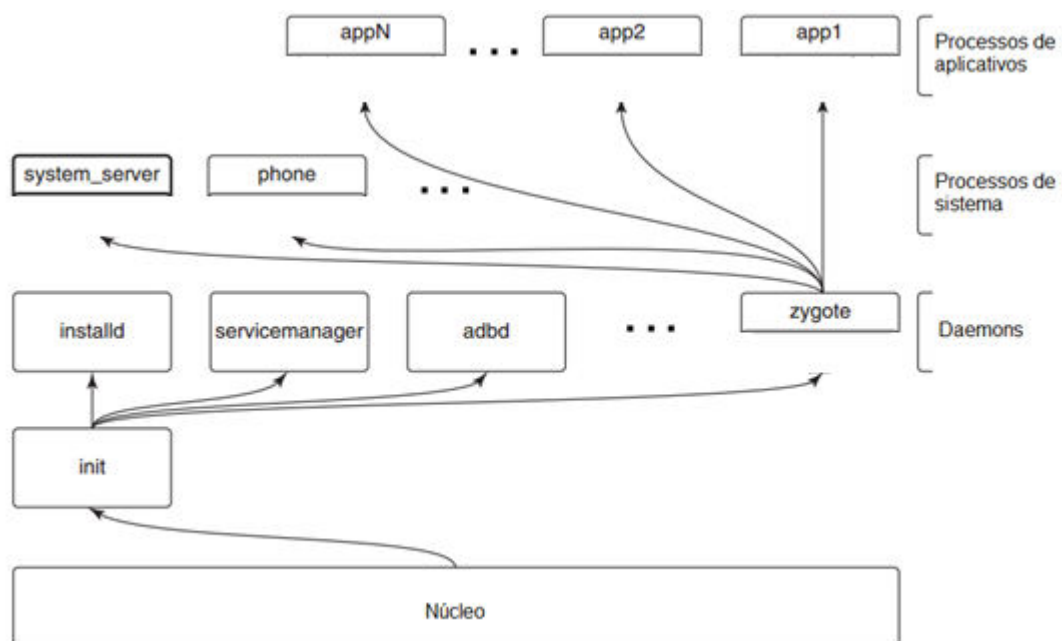 appN
app2
app1
Processos de
aplicativos
system_server
phone
Processos de
sistema
installd
servicemanager
adbd
zygote
Daemons
init
Núcleo